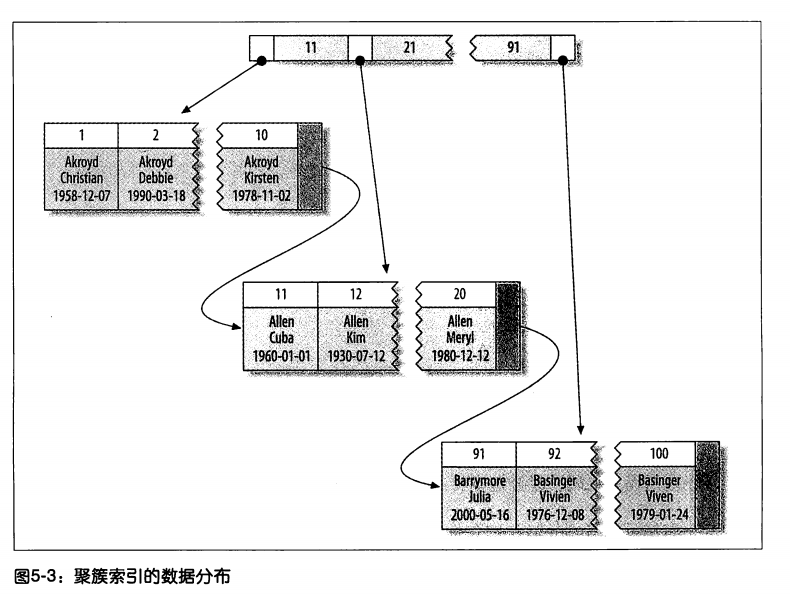 11 21 91
1 2 10
Akroyd Christian 1958-12-07
Akroyd Debbie 1990-03-18
Akroyd Kirsten 1978-11-02
11 12 20
Allen Cuba 1960-01-01
Allen Kim 1930-07-12
Allen Meryl 1980-12-12
91 92 100
Barrymore Julia 2000-05-16
Basinger Vivien 1976-12-08
Basinger Viven 1979-01-24
图5-3：聚簇索引的数据分布